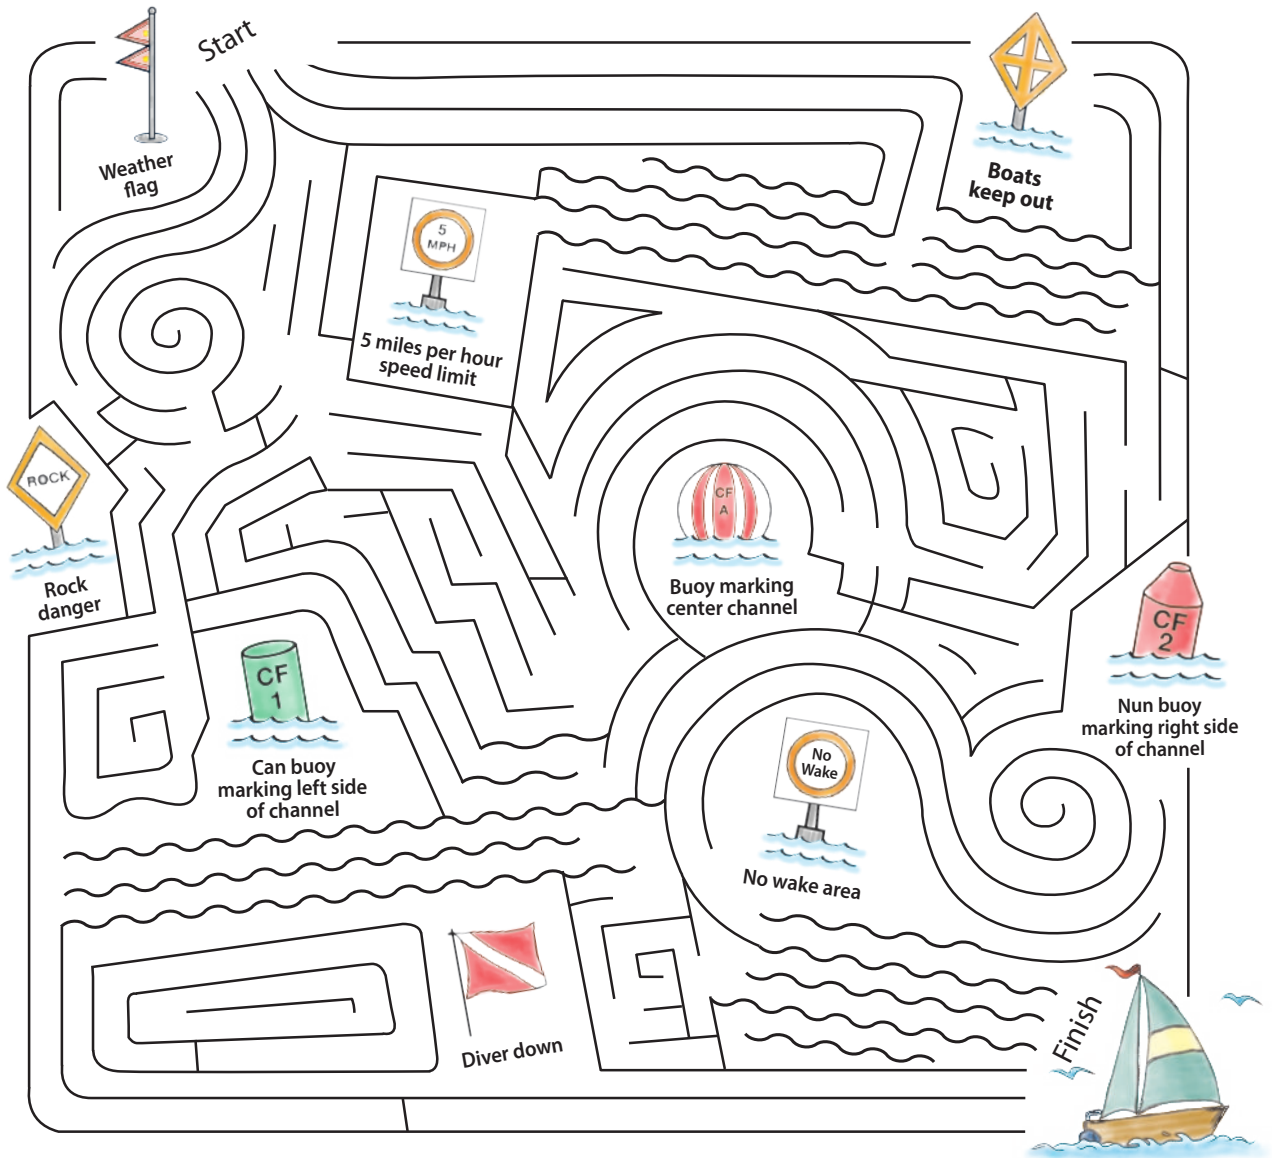 Start
Weather
flag
Boats
keep out
5
MPH
5 miles per hour
speed limit
ROCK
Rock
danger
CF
A
Buoy marking
center channel
CF
2
Nun buoy
marking right side
of channel
CF
1
Can buoy
marking left side
of channel
No
Wake
No wake area
Diver down
Finish